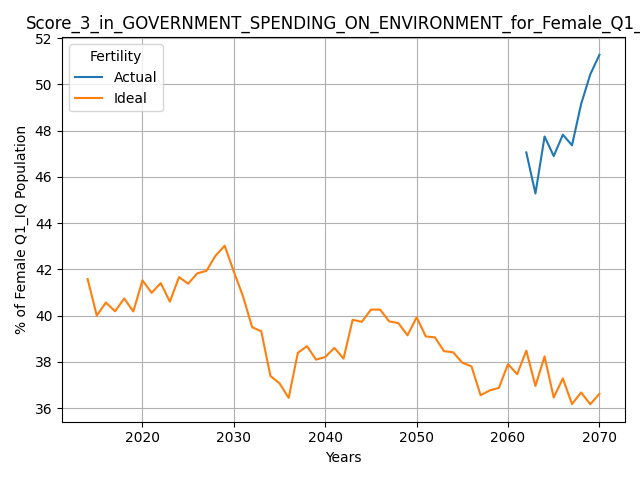 Score_3_in_GOVERNMENT_SPENDING_ON_ENVIRONMENT_for_Female_Q1_
Fertility
Actual
Ideal
52
50
48
46
44
42
40
38
36
% of Female Q1_IQ Population
2020 2030 2040 2050 2060 2070
Years